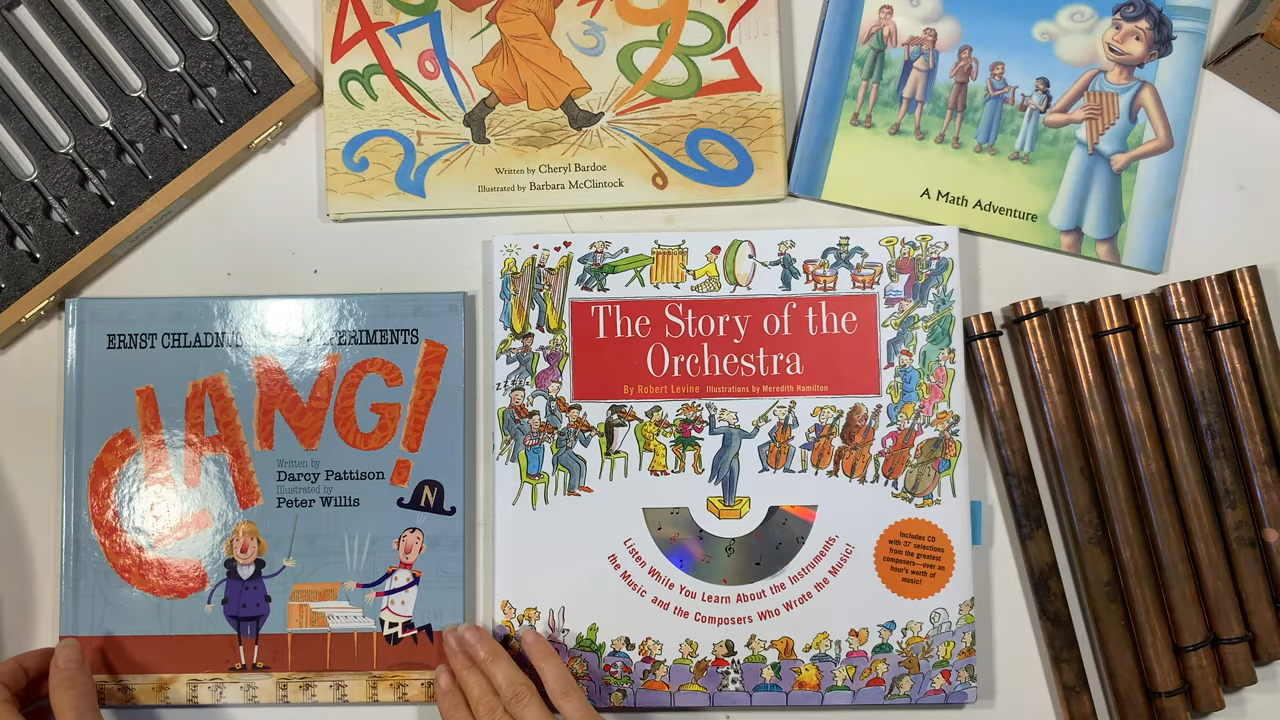 Written by Cheryl Bardoe
Illustrated by Barbara McClintock
A Math Adventure
ERNST CHLADNI'S EXPERIMENTS
CLANG!
Written by
Darcy Pattison
Illustrated by
Peter Willis
N
The Story of the
Orchestra
By Robert Levine Illustrations by Meredith Hamilton
Listen While You Learn About the Instruments,
the Music and the Composers Who Wrote the Music!
Includes CD
with 37 selections
from the greatest
composers—over an
hour's worth of
music!